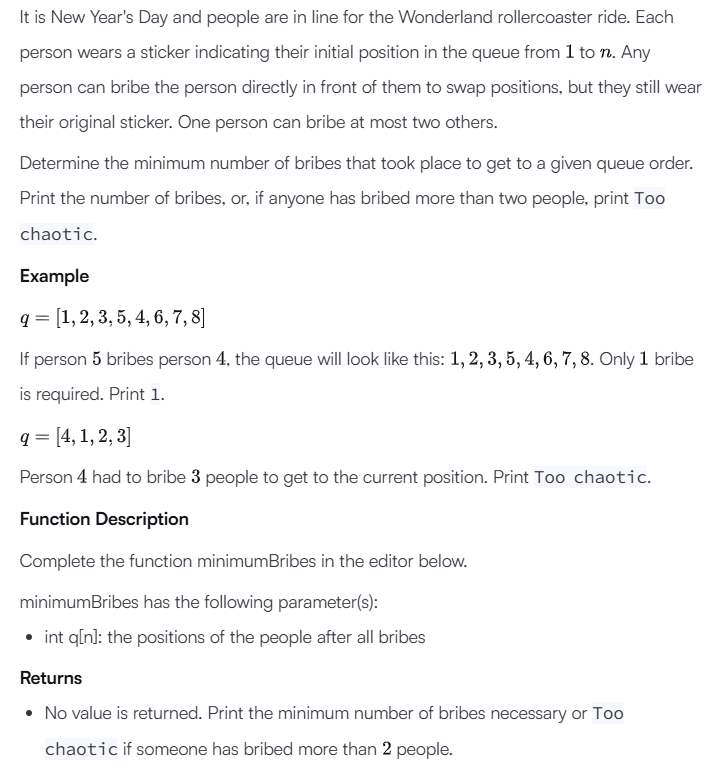 It is New Year's Day and people are in line for the Wonderland rollercoaster ride. Each
person wears a sticker indicating their initial position in the queue from 1 to n. Any
person can bribe the person directly in front of them to swap positions, but they still wear
their original sticker. One person can bribe at most two others.
Determine the minimum number of bribes that took place to get to a given queue order.
Print the number of bribes, or, if anyone has bribed more than two people, print Too
chaotic.
Example
q = [1, 2, 3, 5, 4, 6, 7, 8]
If person 5 bribes person 4, the queue will look like this: 1, 2, 3, 5, 4, 6, 7, 8. Only 1 bribe
is required. Print 1.
q = [4, 1, 2, 3]
Person 4 had to bribe 3 people to get to the current position. Print Too chaotic.
Function Description
Complete the function minimumBribes in the editor below.
minimumBribes has the following parameter(s):
• int q[n]: the positions of the people after all bribes
Returns
• No value is returned. Print the minimum number of bribes necessary or Too
chaotic if someone has bribed more than 2 people.